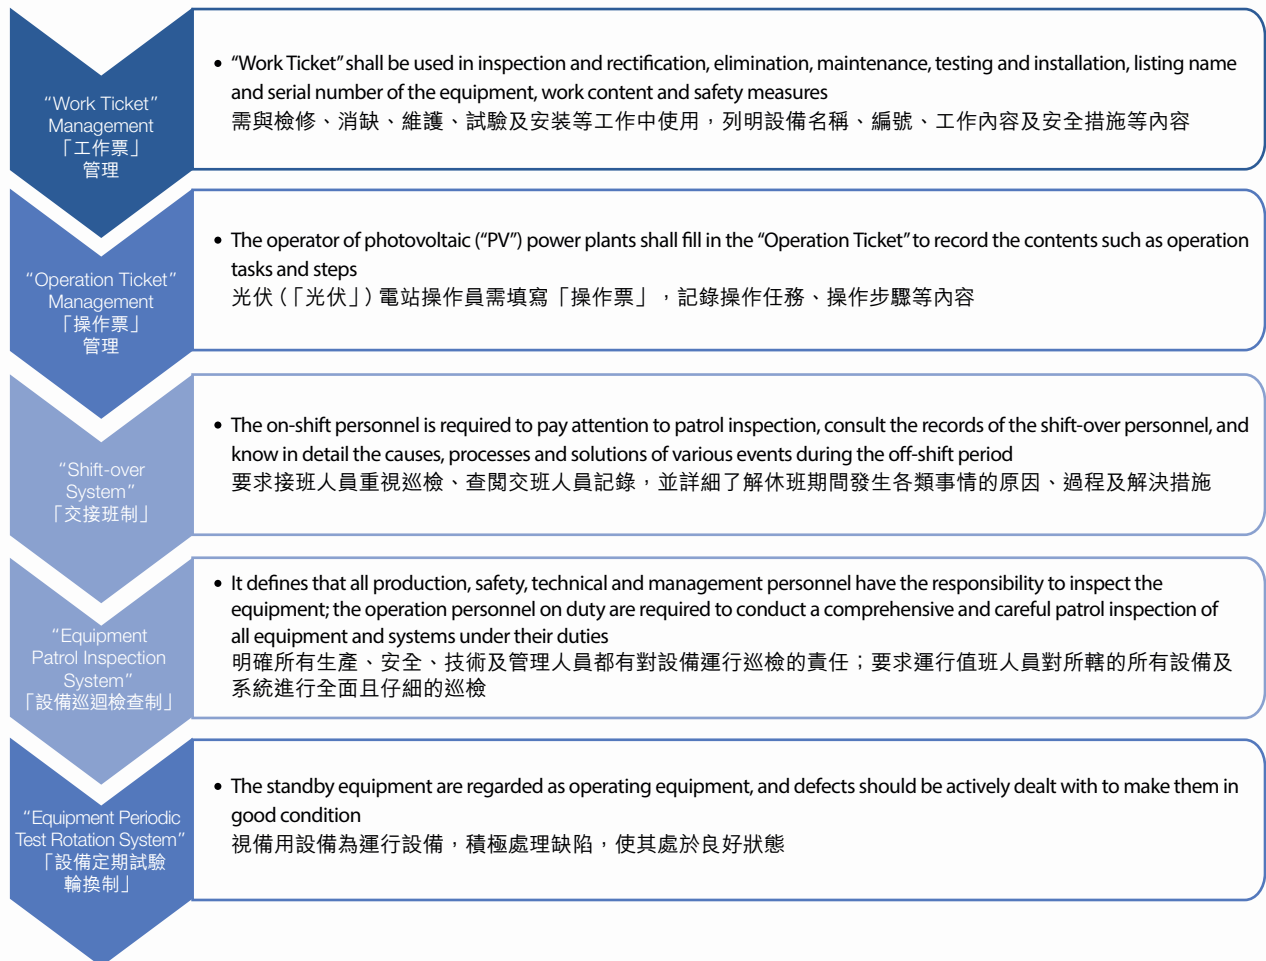 “Work Ticket”
Management
「工作票」
管理
• “Work Ticket” shall be used in inspection and rectification, elimination, maintenance, testing and installation, listing name
and serial number of the equipment, work content and safety measures
需與檢修、消缺、維護、試驗及安裝等工作中使用，列明設備名稱、編號、工作內容及安全措施等內容
“Operation Ticket”
Management
「操作票」
管理
• The operator of photovoltaic (“PV”) power plants shall fill in the “Operation Ticket” to record the contents such as operation
tasks and steps
光伏（「光伏」）電站操作員需填寫「操作票」，記錄操作任務、操作步驟等內容
“Shift-over
System”
「交接班制」
• The on-shift personnel is required to pay attention to patrol inspection, consult the records of the shift-over personnel, and
know in detail the causes, processes and solutions of various events during the off-shift period
要求接班人員重視巡檢、查閱交班人員記錄，並詳細了解休班期間發生各類事情的原因、過程及解決措施
“Equipment
Patrol Inspection
System”
「設備巡迴檢查制」
• It defines that all production, safety, technical and management personnel have the responsibility to inspect the
equipment; the operation personnel on duty are required to conduct a comprehensive and careful patrol inspection of
all equipment and systems under their duties
明確所有生產、安全、技術及管理人員都有對設備運行巡檢的責任；要求運行值班人員對所轄的所有設備及
系統進行全面且仔細的巡檢
“Equipment Periodic
Test Rotation System”
「設備定期試驗
輪換制」
• The standby equipment are regarded as operating equipment, and defects should be actively dealt with to make them in
good condition
視備用設備為運行設備，積極處理缺陷，使其處於良好狀態